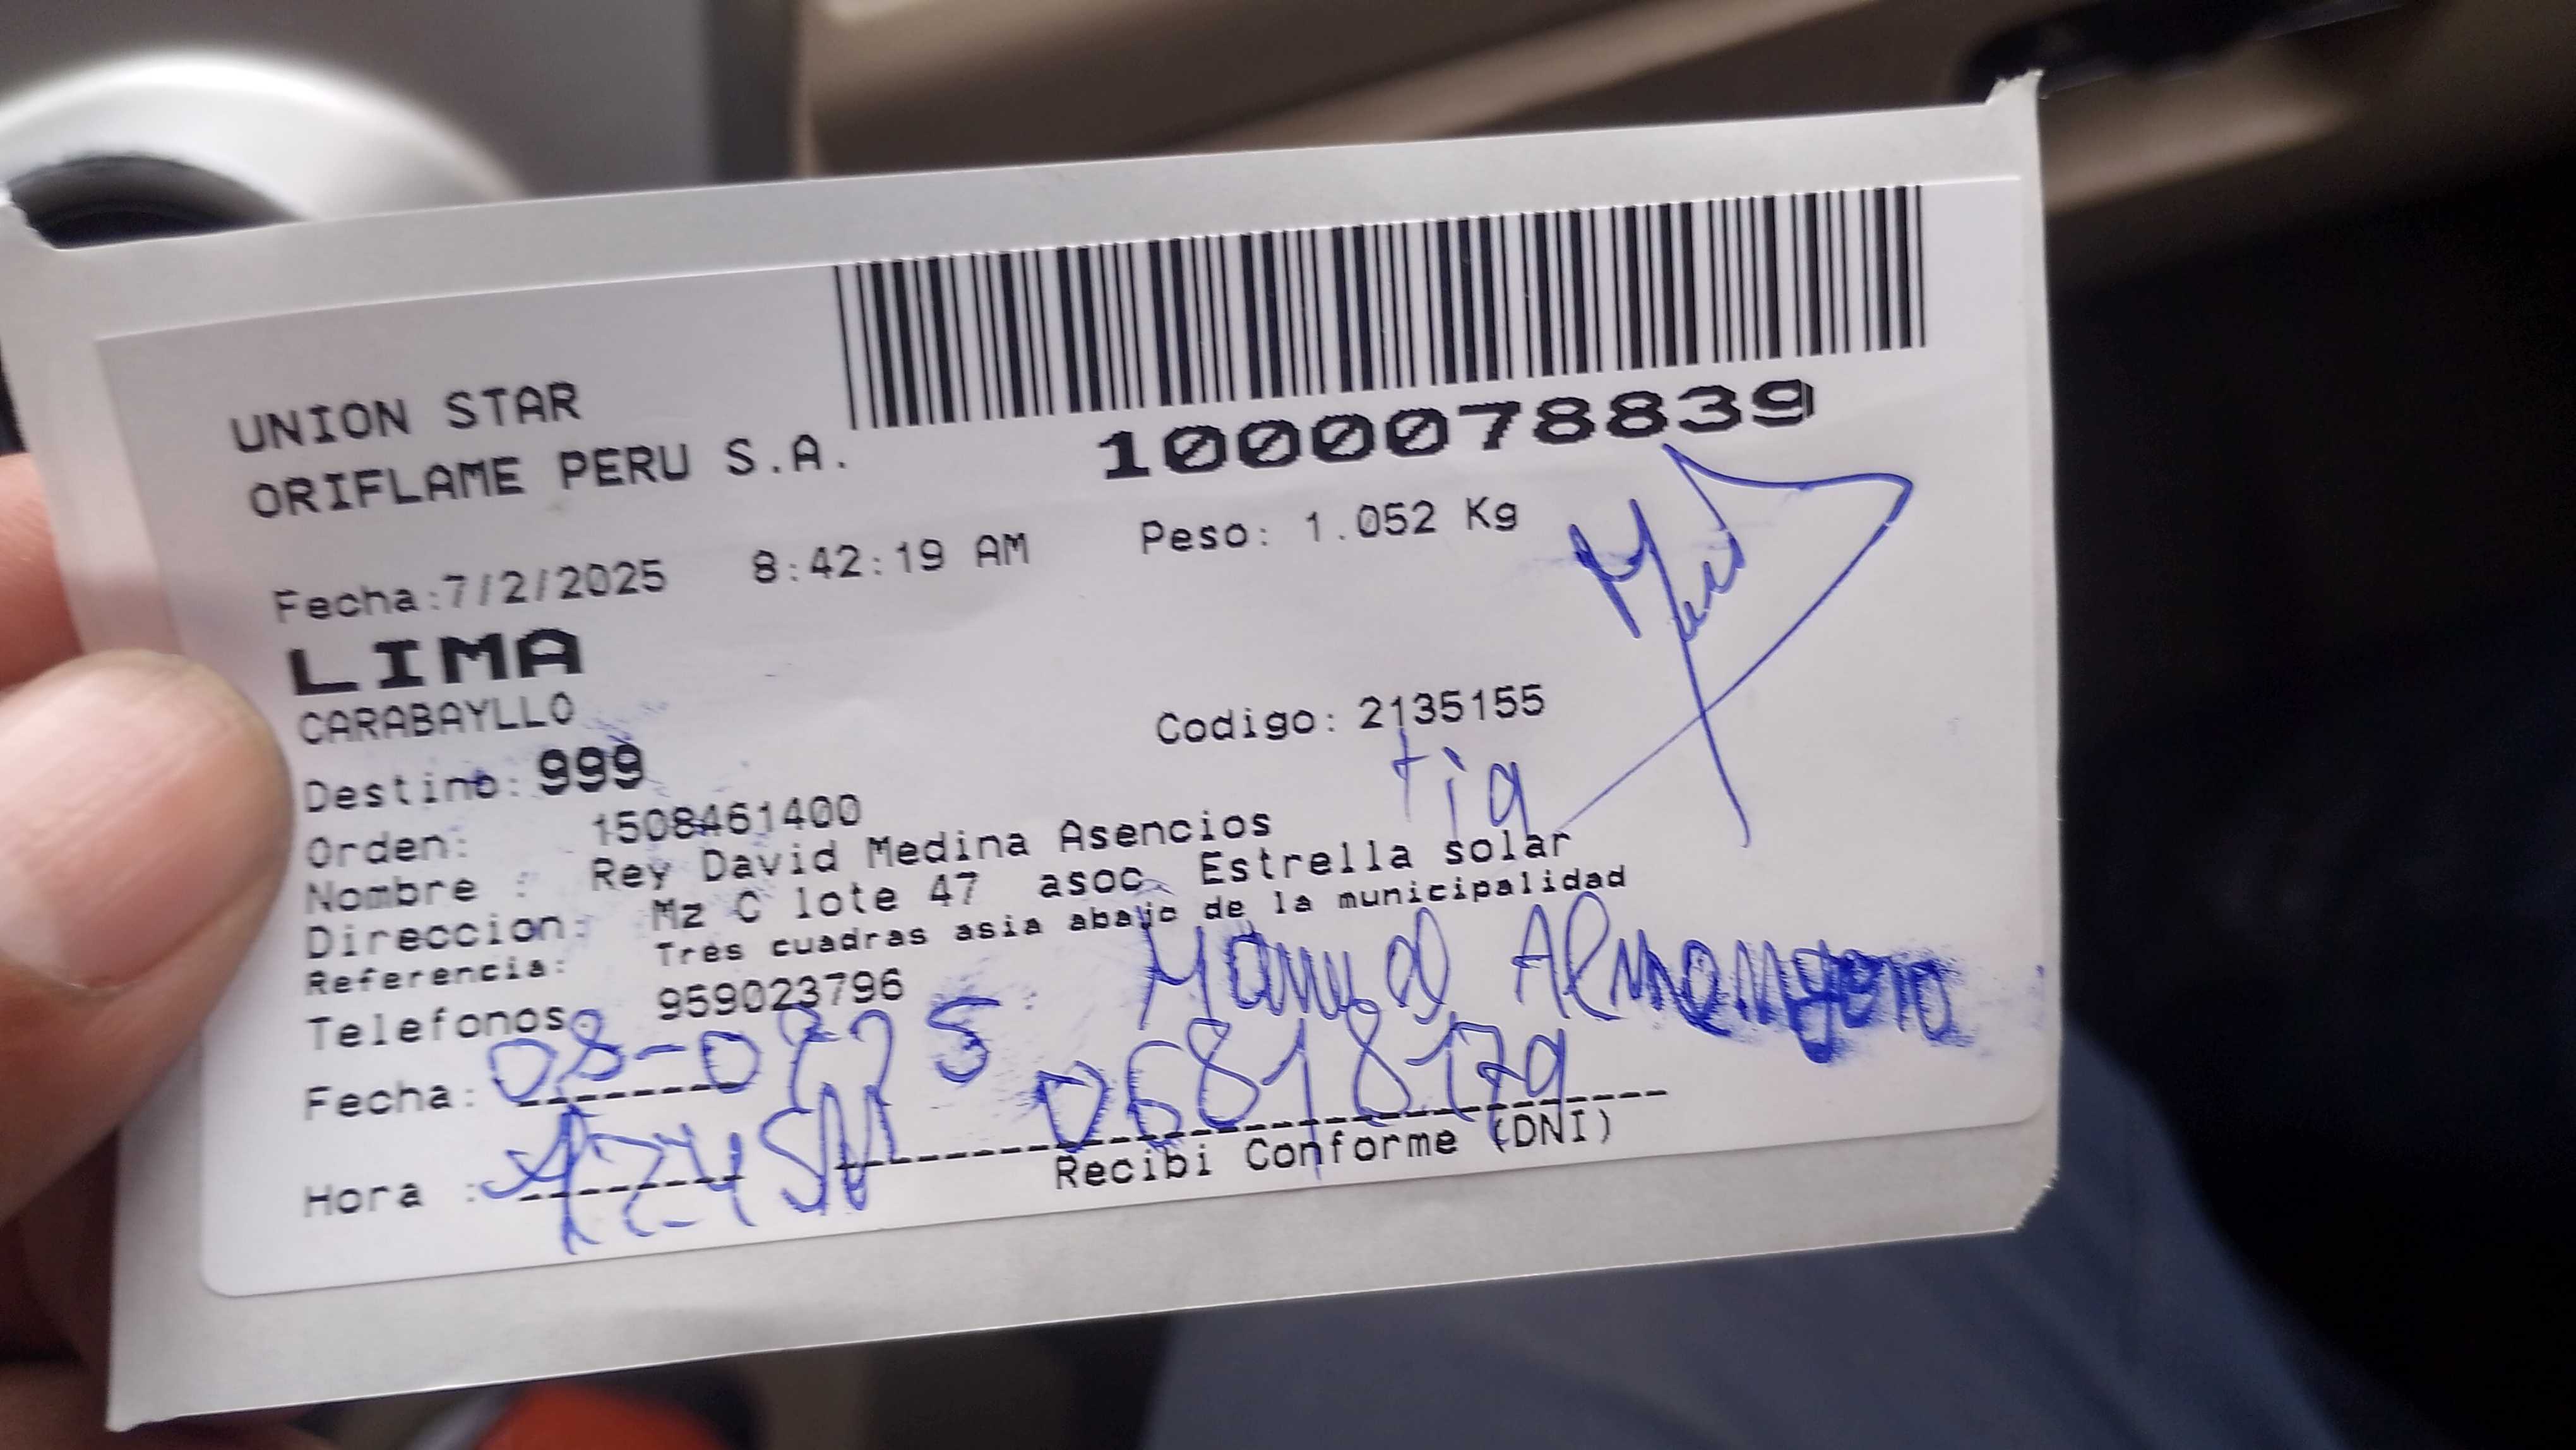 UNION STAR
ORIFLAME PERU S.A.
1000078839
Fecha:7/2/2025 8:42:19 AM Peso: 1.052 Kg
LIMA
CARABAYLLO
Codigo: 2135155
Destino: 999
tia
Orden: 1508461400
Nombre : Rey David Medina Asencios
Direccion: Mz C lote 47 asoc. Estrella solar
Referencia: Tres cuadras asia abajo de la municipalidad
Telefonos: 959023796
Fecha: 08-02 25
06818179
Hora :
Recibi Conforme (DNI)